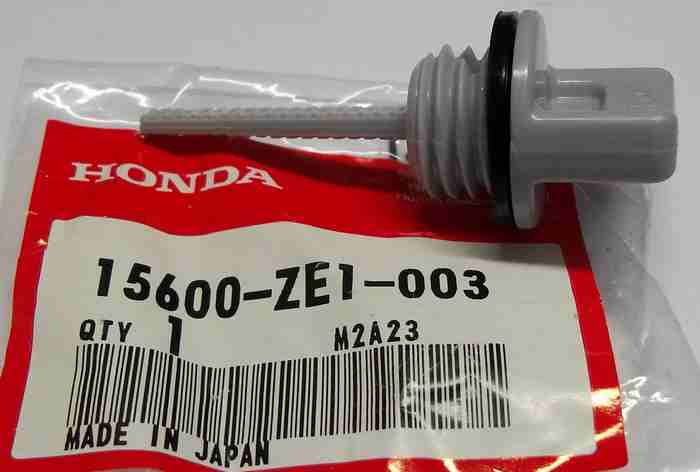 HONDA
15600-ZE1-003
QTY 1 M2A23
MADE IN JAPAN